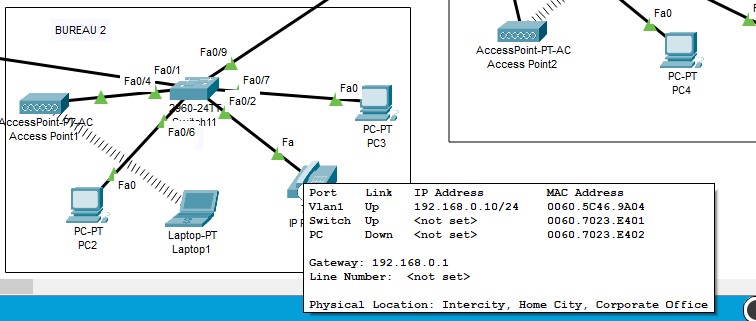 BUREAU 2
Fa0/9
Fa0/1
Fa0/4
Fa0/7
Fa0/2
Fa0
AccessPoint-PT-AC
Access Point1
2960-24TT
Switch11
Fa0/6
Fa
PC-PT
PC3
Fa0
PC-PT
PC2
Laptop-PT
Laptop1
IP
AccessPoint-PT-AC
Access Point2
Fa0
PC-PT
PC4
Port Link IP Address MAC Address
Vlan1 Up 192.168.0.10/24 0060.5C46.9A04
Switch Up <not set> 0060.7023.E401
PC Down <not set> 0060.7023.E402
Gateway: 192.168.0.1
Line Number: <not set>
Physical Location: Intercity, Home City, Corporate Office